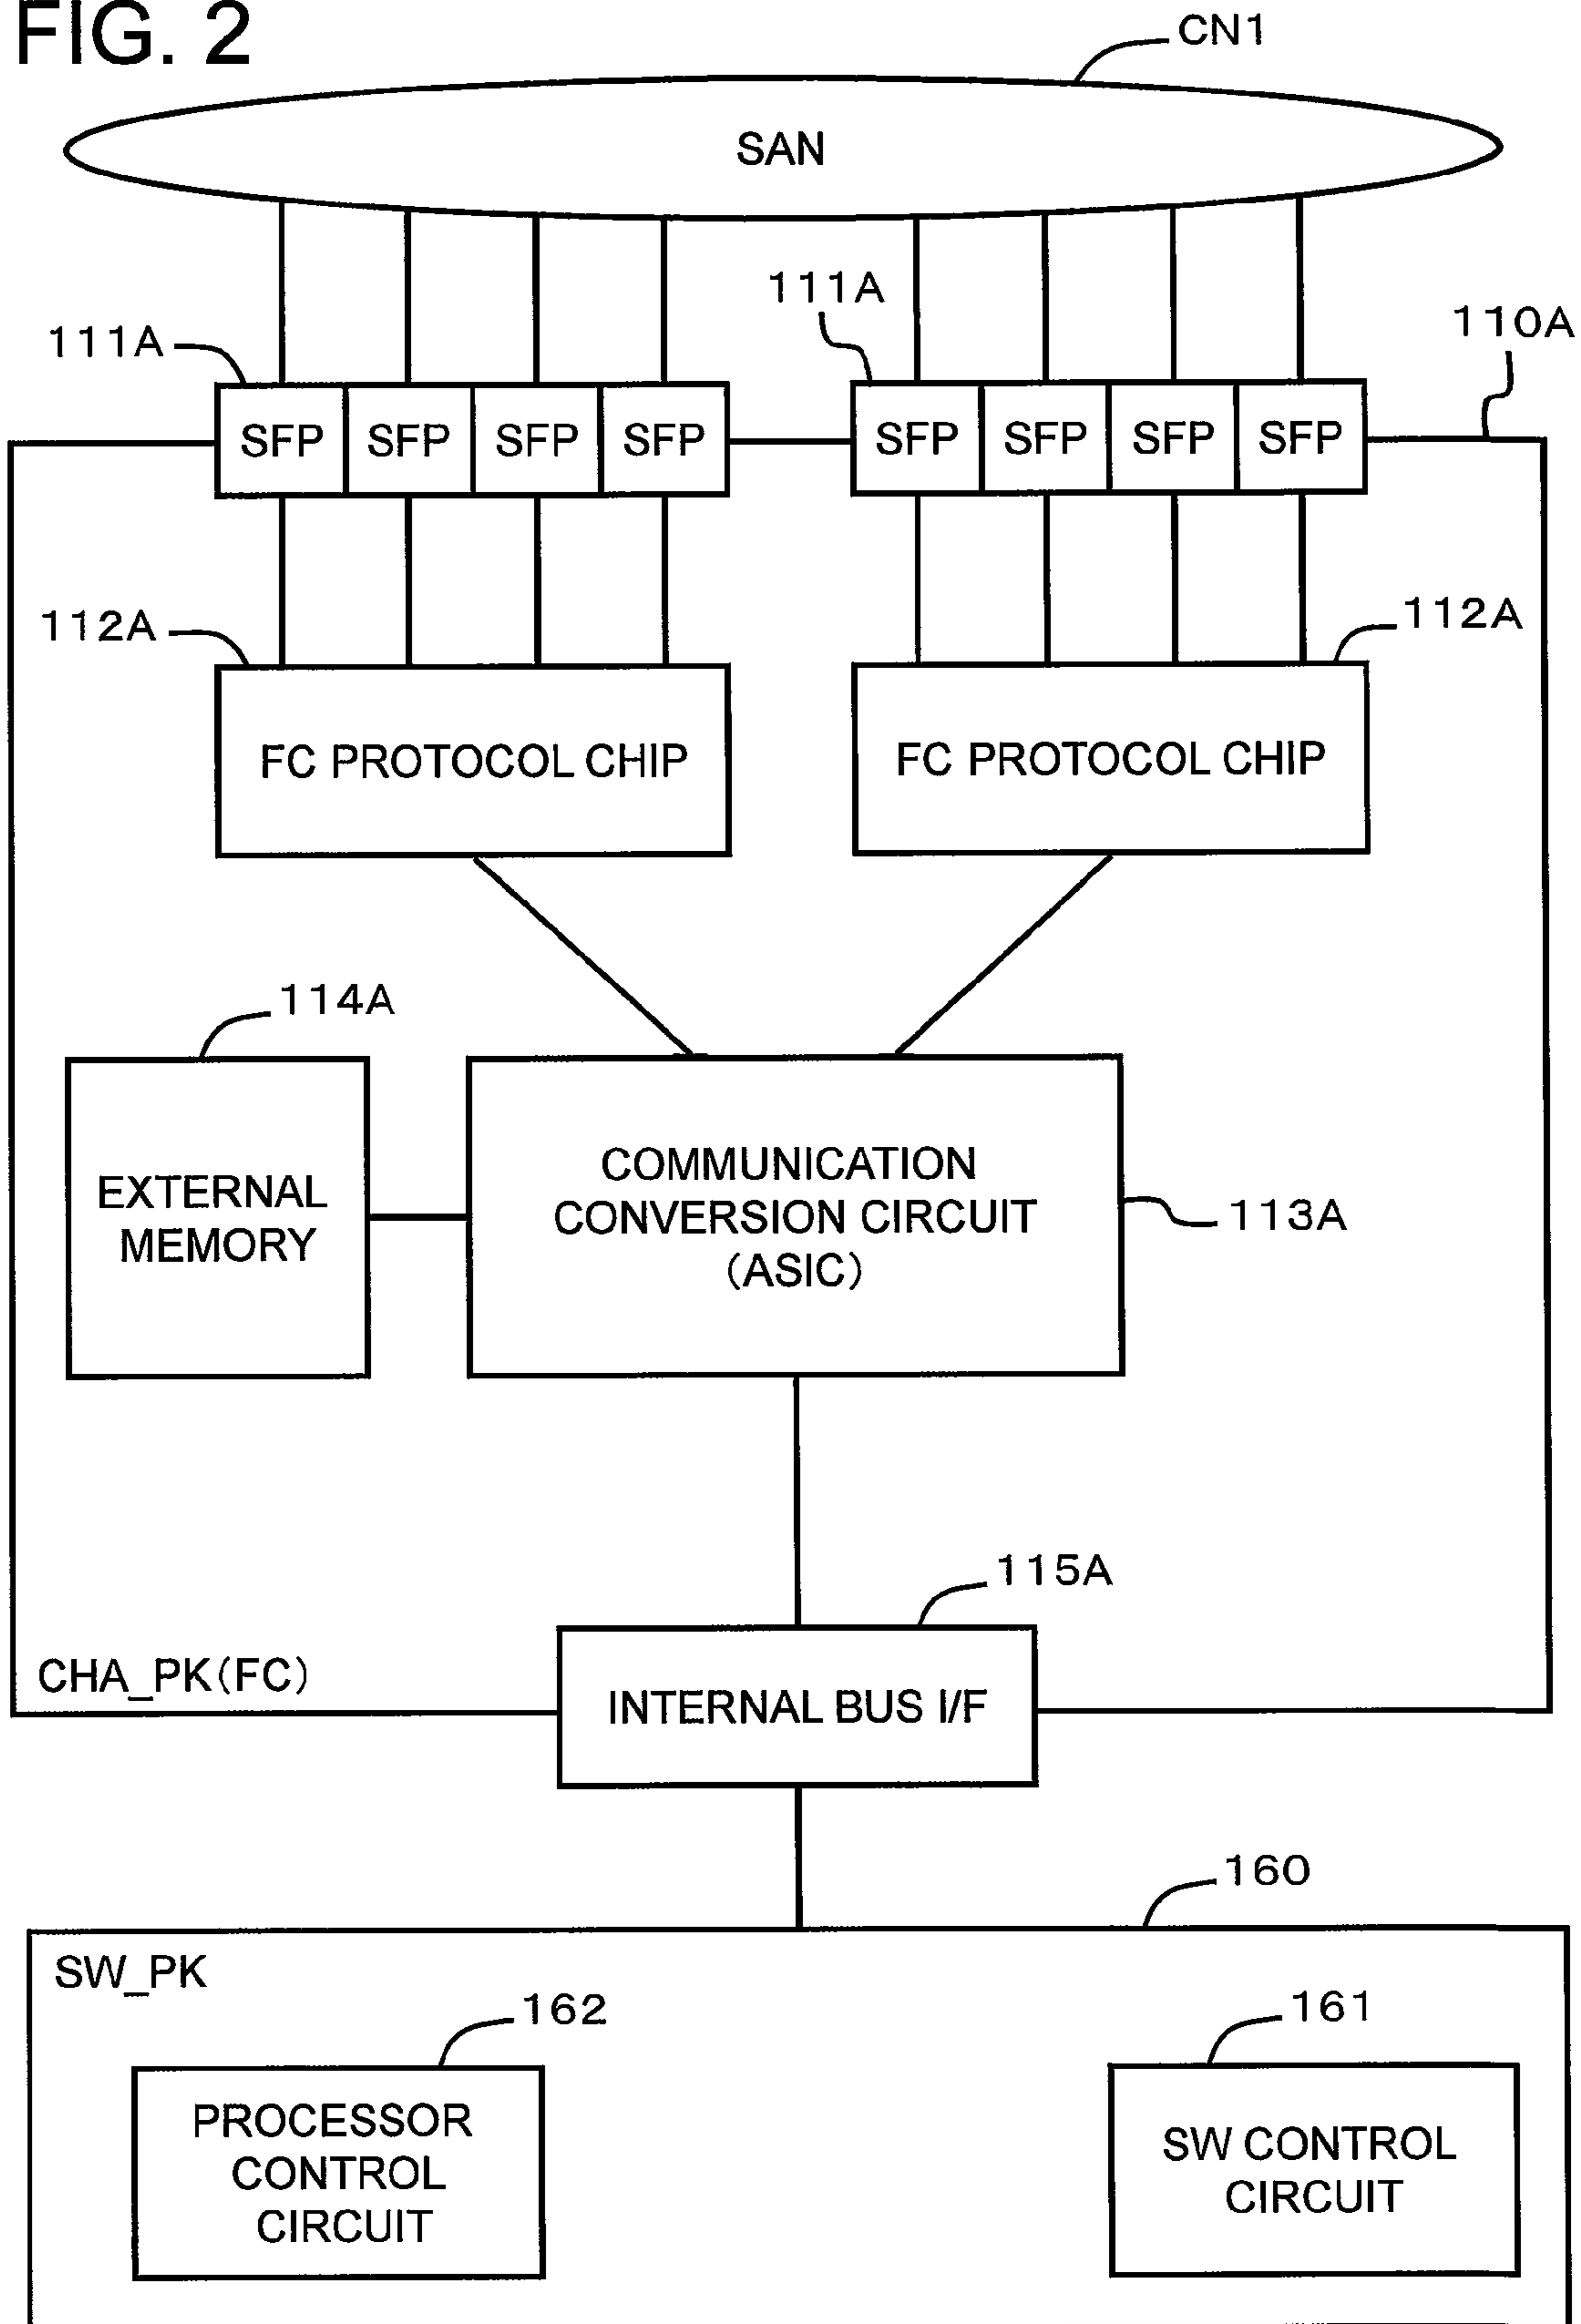 FIG. 2
CN1
SAN
111A
111A
110A
SFP SFP SFP SFP SFP SFP SFP SFP
112A
112A
FC PROTOCOL CHIP
FC PROTOCOL CHIP
114A
EXTERNAL
MEMORY
COMMUNICATION
CONVERSION CIRCUIT
(ASIC)
113A
115A
CHA_PK(FC)
INTERNAL BUS I/F
160
SW_PK
162
161
PROCESSOR
CONTROL
CIRCUIT
SW CONTROL
CIRCUIT